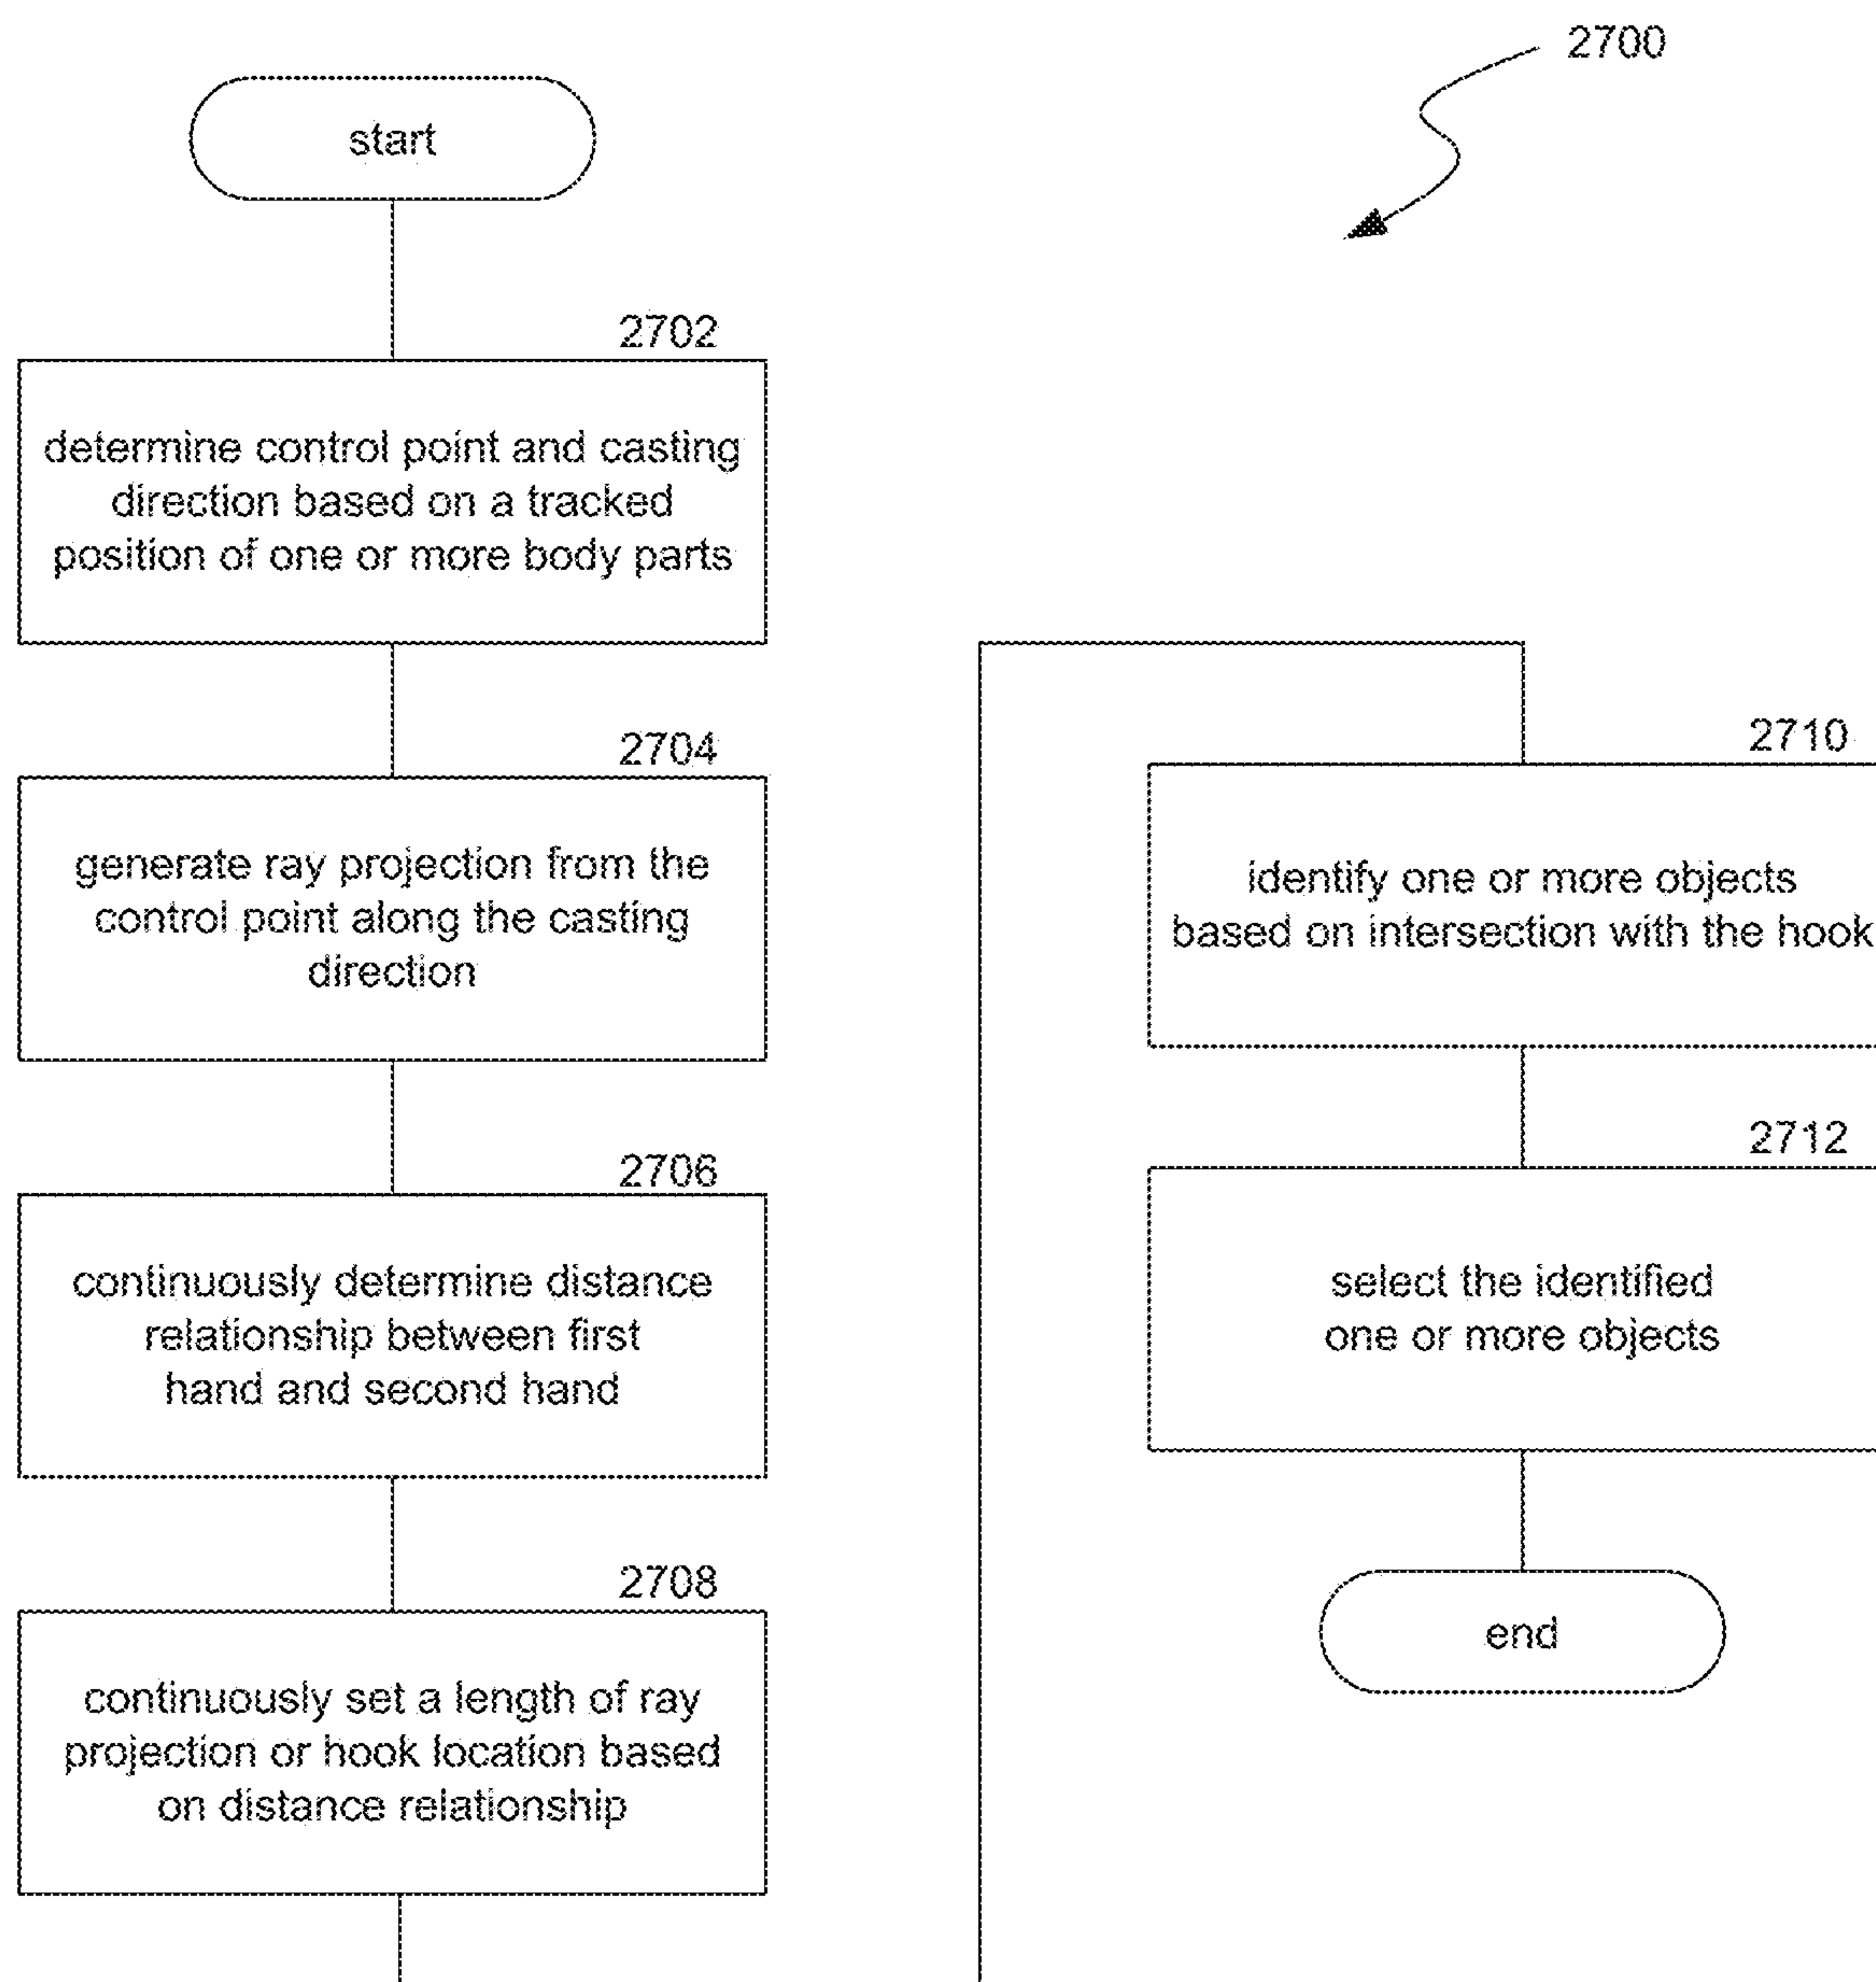 2700
start
2702
determine control point and casting
direction based on a tracked
position of one or more body parts
2704
generate ray projection from the
control point along the casting
direction
2706
continuously determine distance
relationship between first
hand and second hand
2708
continuously set a length of ray
projection or hook location based
on distance relationship
2710
identify one or more objects
based on intersection with the hook
2712
select the identified
one or more objects
end